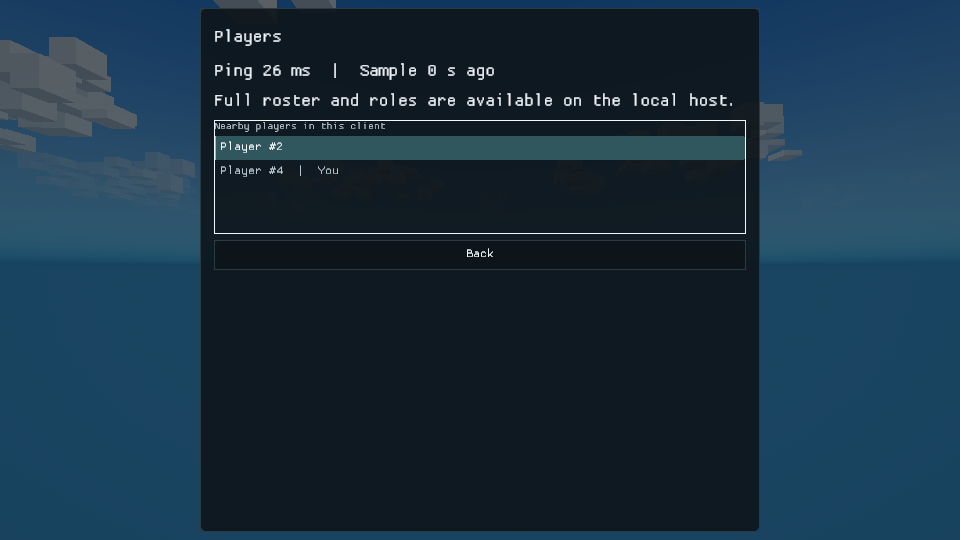 Players
Ping 26 ms | Sample 0 s ago
Full roster and roles are available on the local host.
Nearby players in this client
Player #2
Player #4 | You
Back